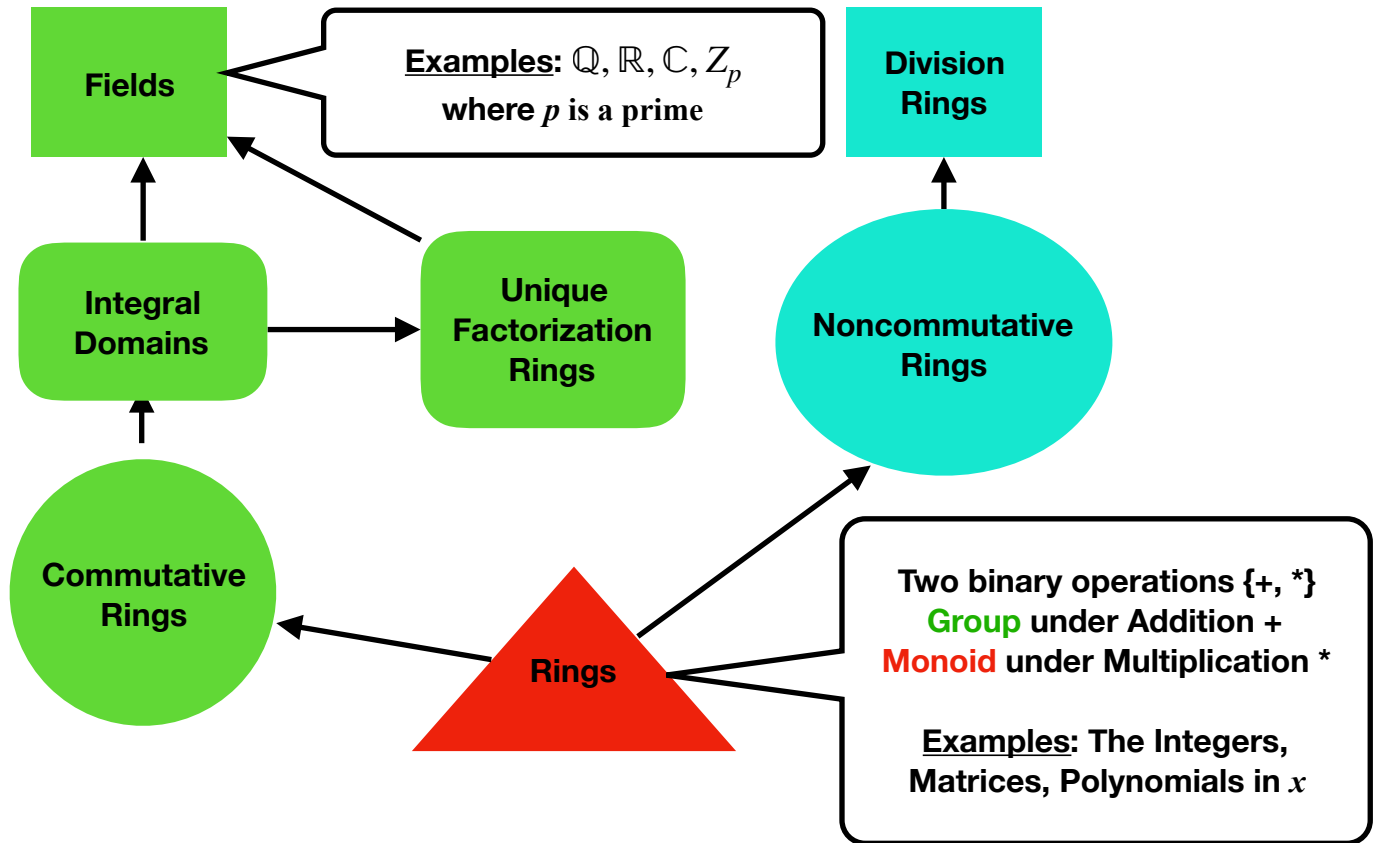 Fields
Examples: ℚ, ℝ, ℂ, Z_p
where p is a prime
Division
Rings
Integral
Domains
Unique
Factorization
Rings
Noncommutative
Rings
Commutative
Rings
Rings
Two binary operations {+, *}
Group under Addition +
Monoid under Multiplication *
Examples: The Integers,
Matrices, Polynomials in x